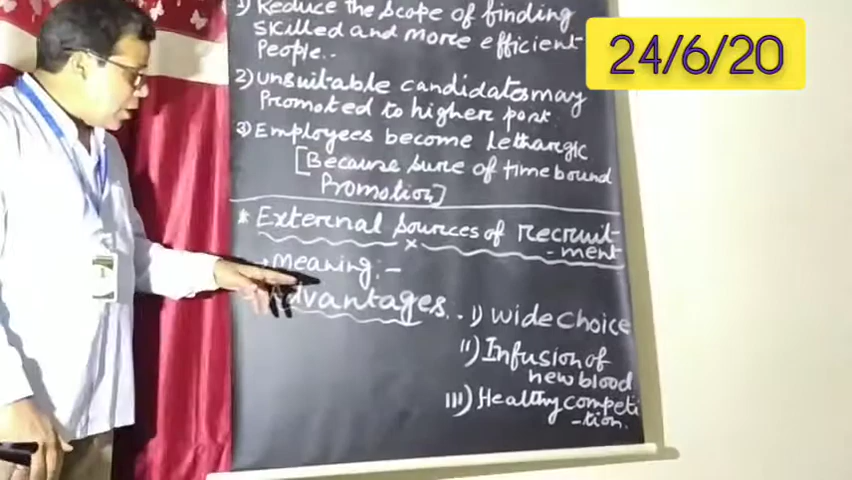 24/6/20
1) Reduce the Scope of finding
skilled and more efficient
People..
2) unsuitable candidates may
Promoted to higher post.
3) Employees become Lethargic
[Because sure of time bound
Promotion]
* External sources of recruit-
-ment
→ Meaning:-
Advantages.. i) wide choice
ii) Infusion of
new blood
iii) Healthy competi
-tion.